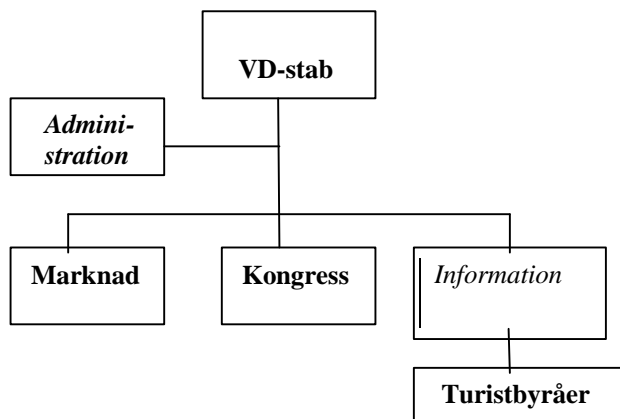 VD-stab
Admini-
stration
Marknad
Kongress
Information
Turistbyråer